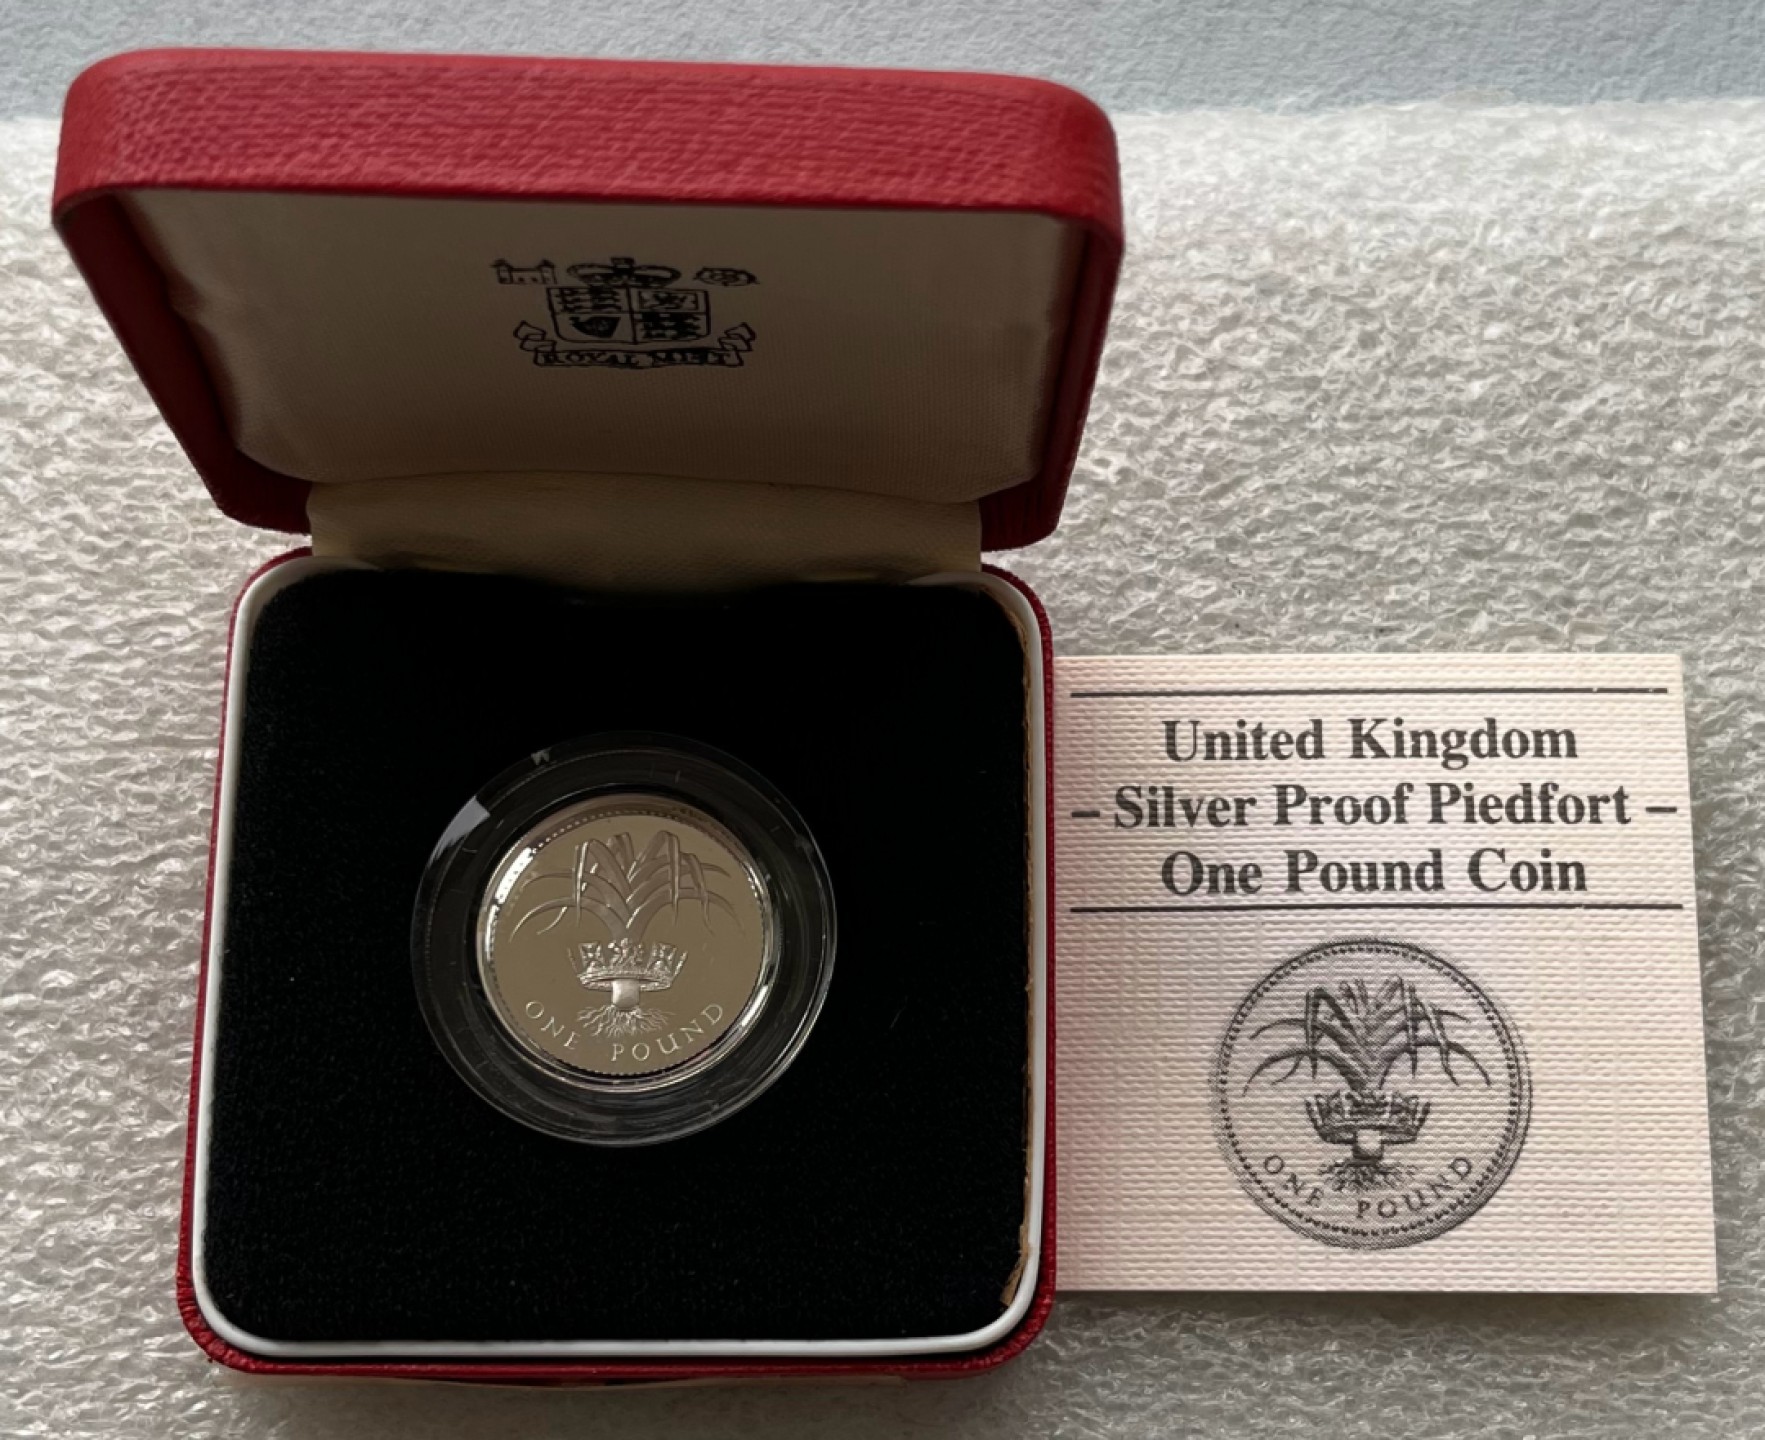 ROYAL MINT
ONE POUND
United Kingdom
– Silver Proof Piedfort –
One Pound Coin
ONE POUND